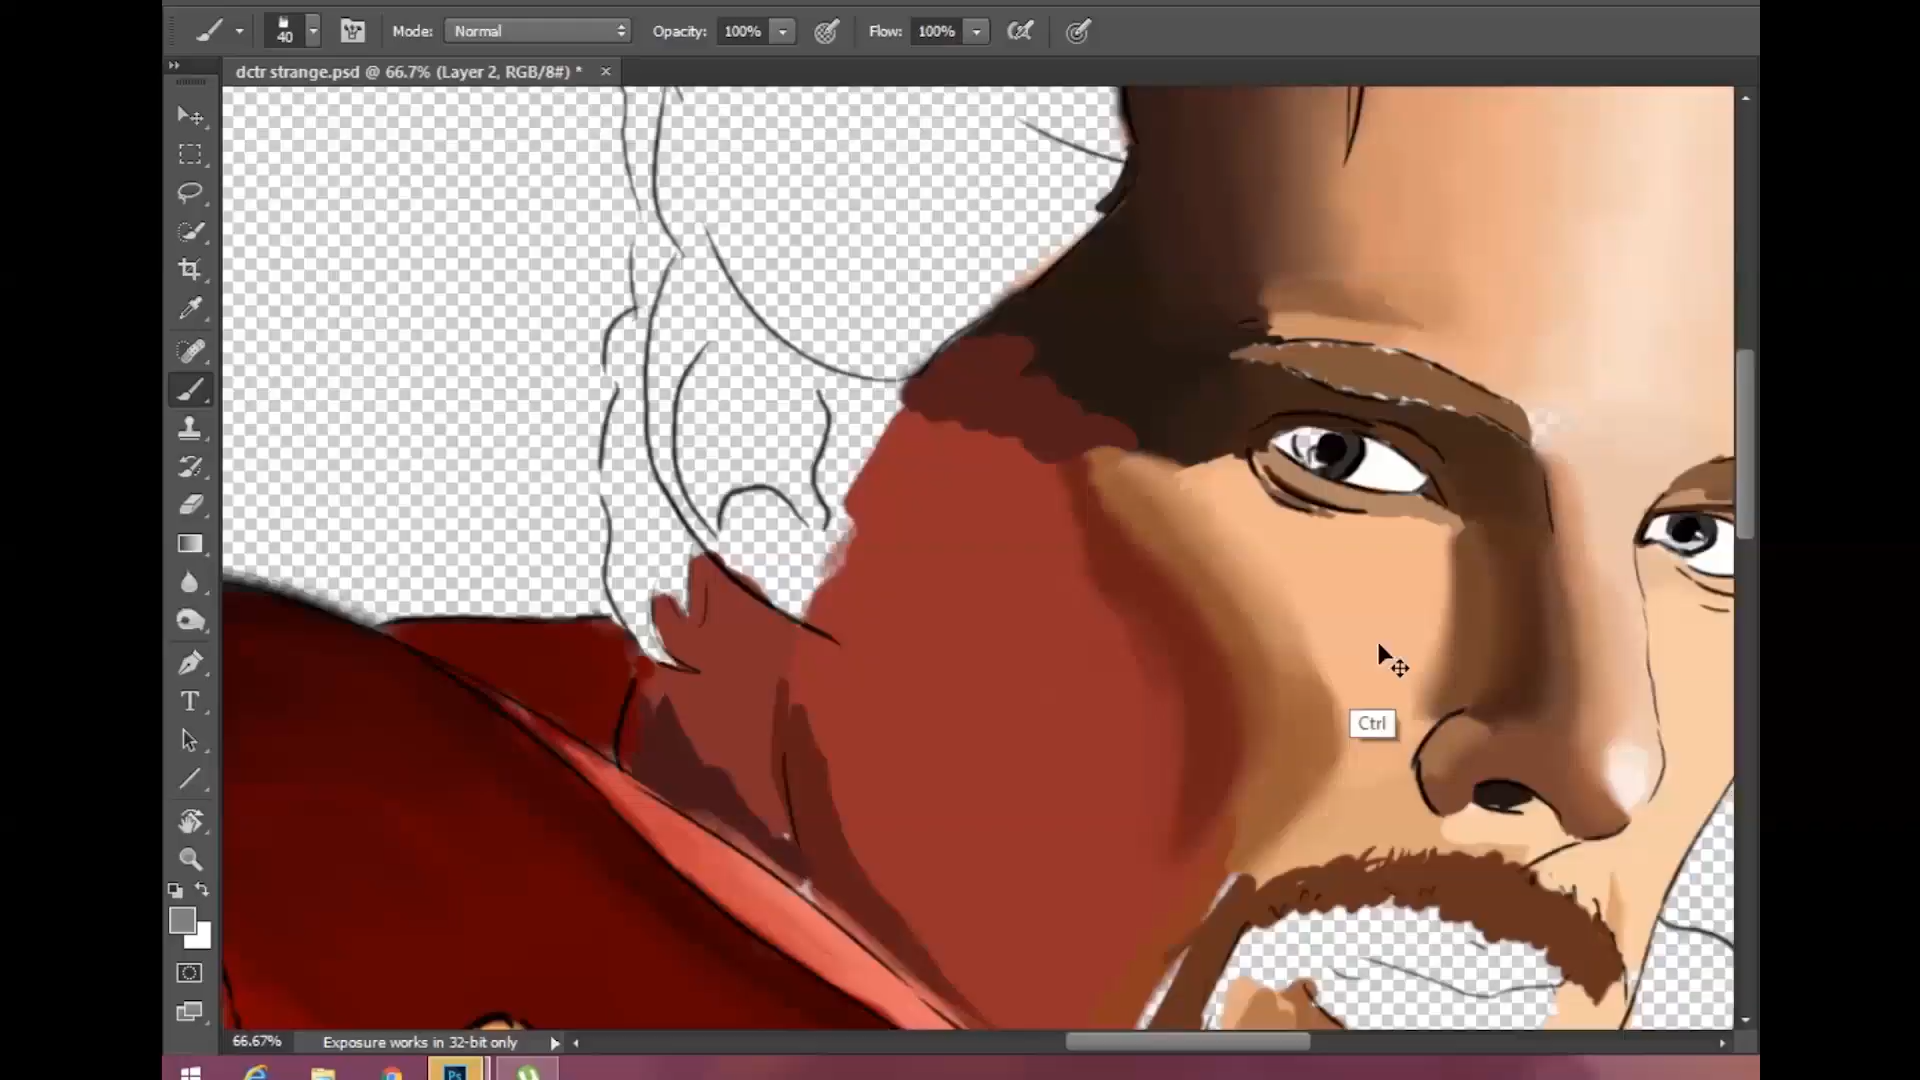 40 Mode: Normal Opacity: 100% Flow: 100%
dctr strange.psd @ 66.7% (Layer 2, RGB/8#) *
T
Ctrl
66.67% Exposure works in 32-bit only
Ps